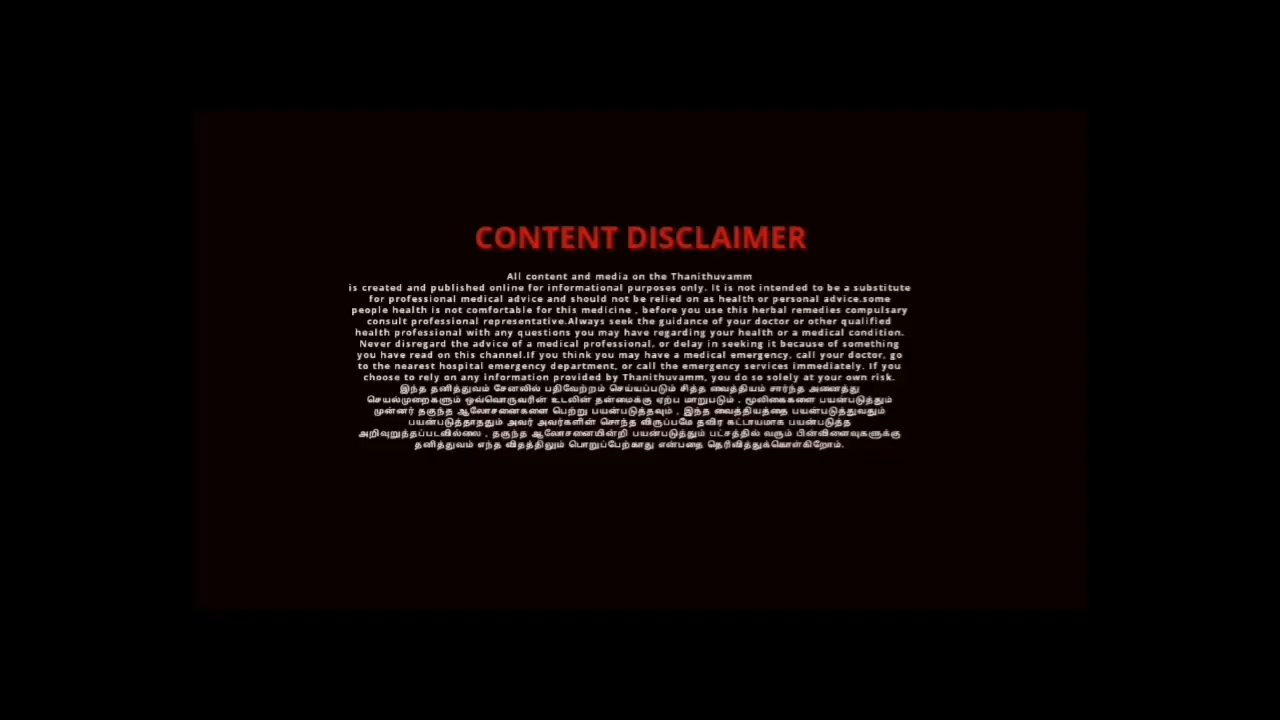 CONTENT DISCLAIMER
All content and media on the Thanithuvamm
is created and published online for informational purposes only. It is not intended to be a substitute
for professional medical advice and should not be relied on as health or personal advice.some
people health is not comfortable for this medicine , before you use this herbal remedies compulsary
consult professional representative.Always seek the guidance of your doctor or other qualified
health professional with any questions you may have regarding your health or a medical condition.
Never disregard the advice of a medical professional, or delay in seeking it because of something
you have read on this channel.If you think you may have a medical emergency, call your doctor, go
to the nearest hospital emergency department, or call the emergency services immediately. If you
choose to rely on any information provided by Thanithuvamm, you do so solely at your own risk.
இந்த தனித்துவம் சேனலில் பதிவேற்றம் செய்யப்படும் சித்த வைத்தியம் சார்ந்த அனைத்து
செயல்முறைகளும் ஒவ்வொருவரின் உடலின் தன்மைக்கு ஏற்ப மாறுபடும் . மூலிகைகளை பயன்படுத்தும்
முன்னர் தகுந்த ஆலோசனைகளை பெற்று பயன்படுத்தவும் , இந்த வைத்தியத்தை பயன்படுத்துவதும்
பயன்படுத்தாததும் அவர் அவர்களின் சொந்த விருப்பமே தவிர கட்டாயமாக பயன்படுத்த
அறிவுறுத்தப்படவில்லை , தகுந்த ஆலோசனையின்றி பயன்படுத்தும் பட்சத்தில் வரும் பின்விளைவுகளுக்கு
தனித்துவம் எந்த விதத்திலும் பொறுப்பேற்காது என்பதை தெரிவித்துக்கொள்கிறோம்.